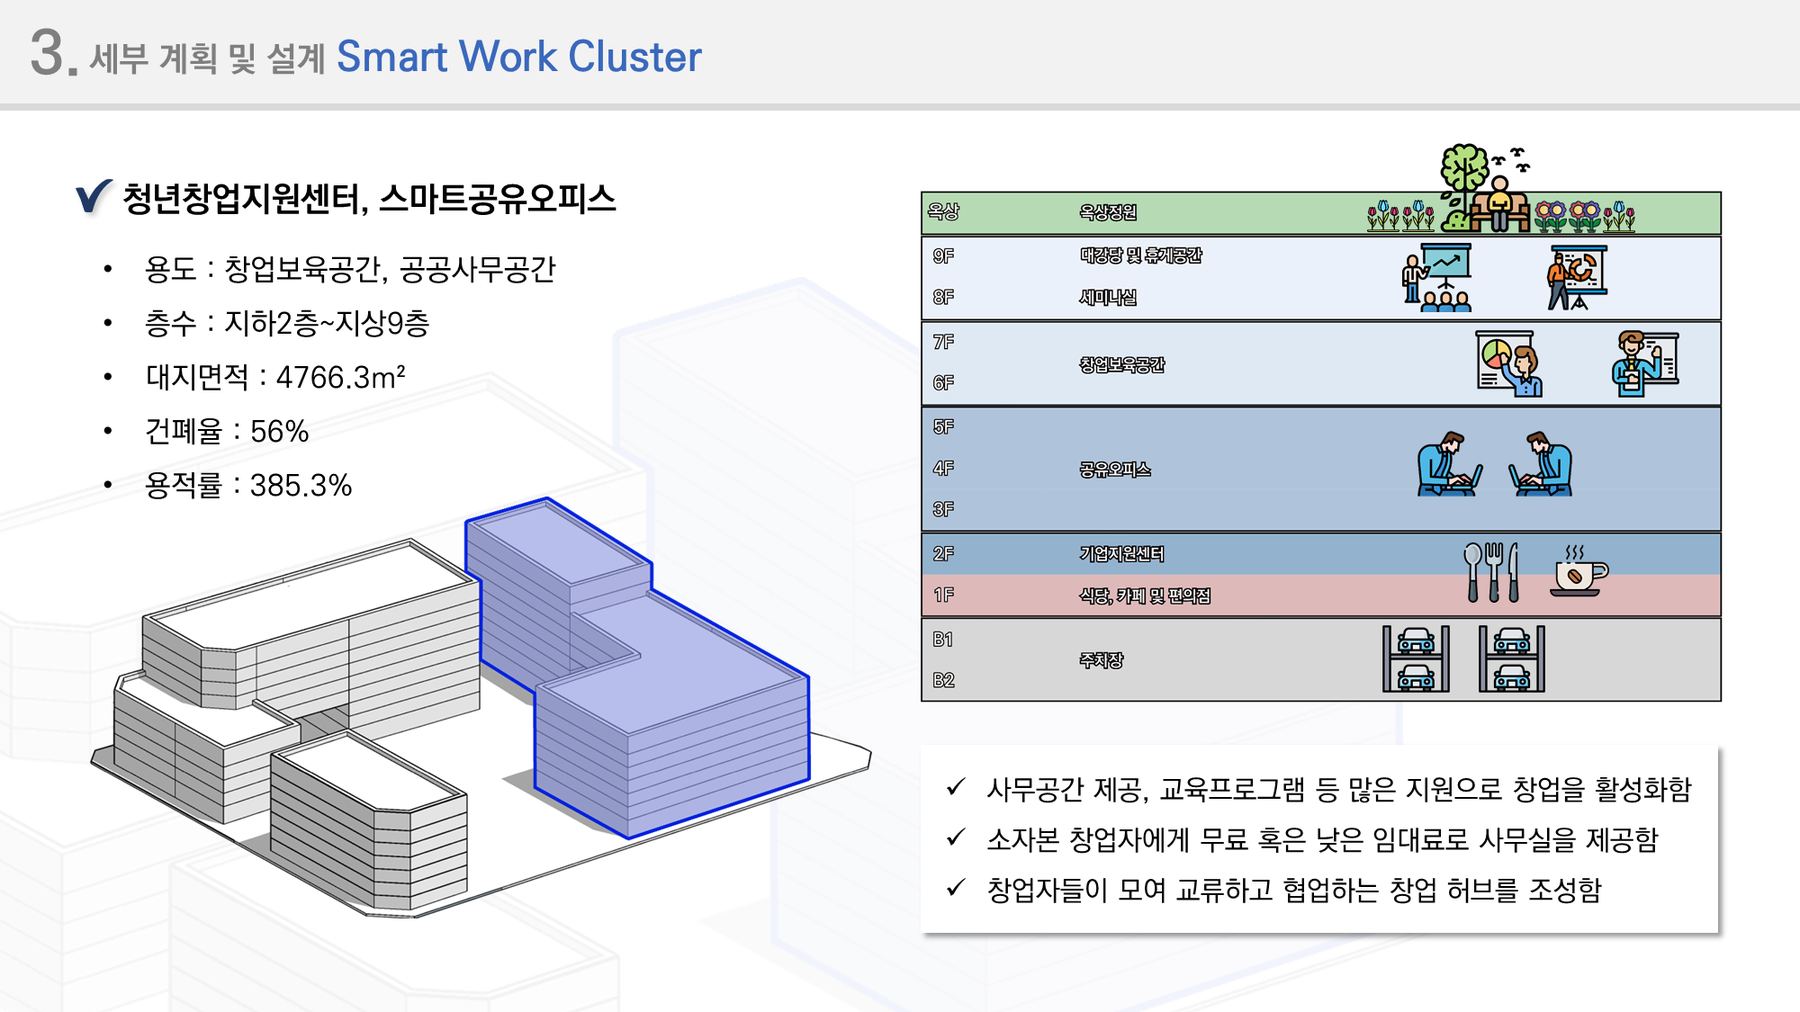 3. 세부 계획 및 설계 Smart Work Cluster
청년창업지원센터, 스마트공유오피스
• 용도 : 창업보육공간, 공공사무공간
• 층수 : 지하2층~지상9층
• 대지면적 : 4766.3m²
• 건폐율 : 56%
• 용적률 : 385.3%
옥상 옥상정원
9F 대강당 및 휴게공간
8F 세미나실
7F
창업보육공간
6F
5F
4F 공유오피스
3F
2F 기업지원센터
1F 식당, 카페 및 편의점
B1
주차장
B2
✓ 사무공간 제공, 교육프로그램 등 많은 지원으로 창업을 활성화함
✓ 소자본 창업자에게 무료 혹은 낮은 임대료로 사무실을 제공함
✓ 창업자들이 모여 교류하고 협업하는 창업 허브를 조성함